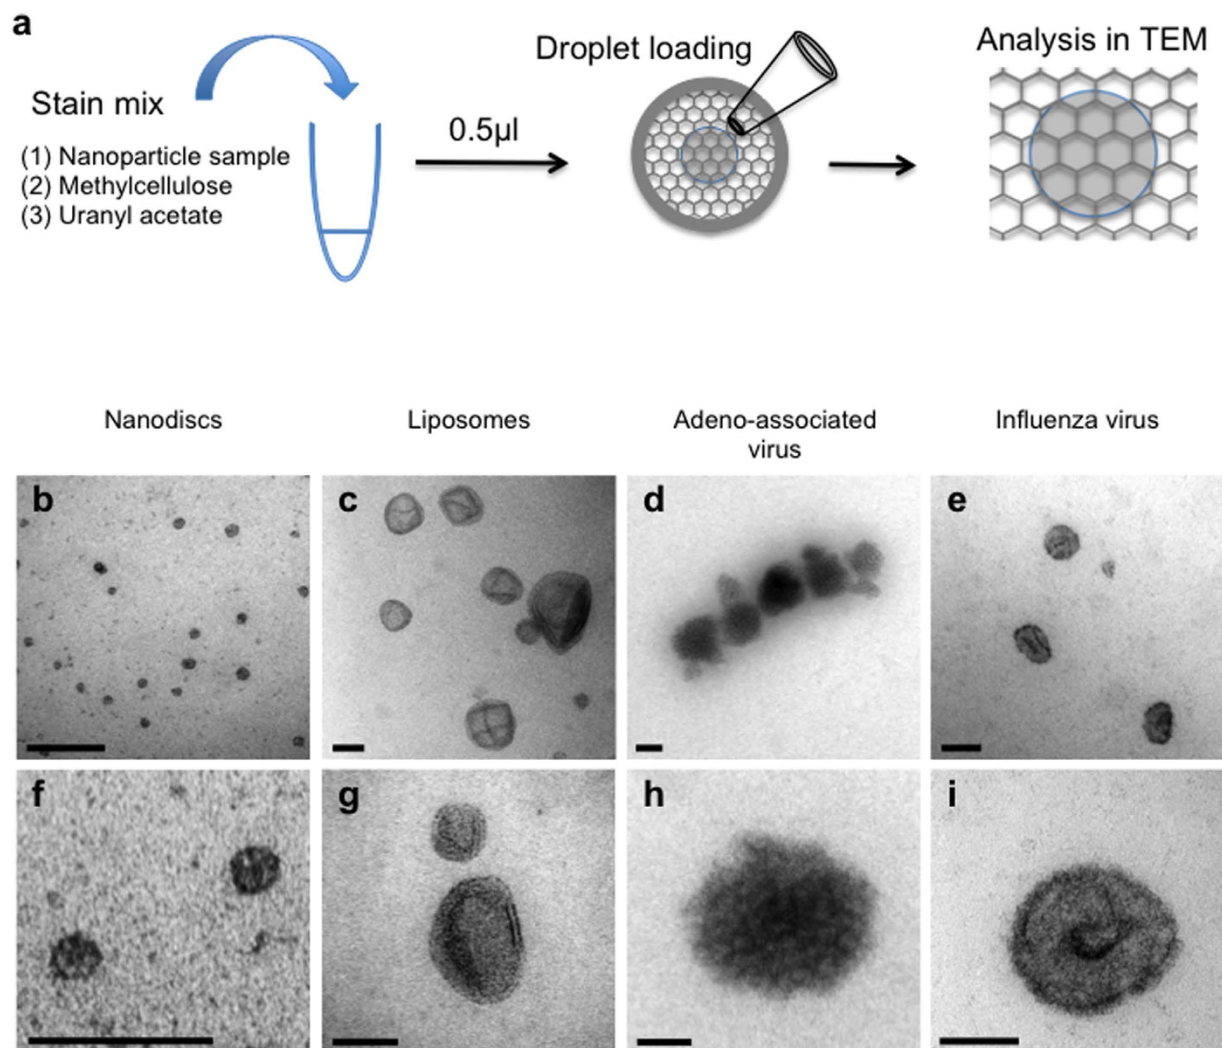 a
Stain mix
(1) Nanoparticle sample
(2) Methylcellulose
(3) Uranyl acetate
0.5µl
Droplet loading
Analysis in TEM
Nanodiscs
Liposomes
Adeno-associated
virus
Influenza virus
b
c
d
e
f
g
h
i